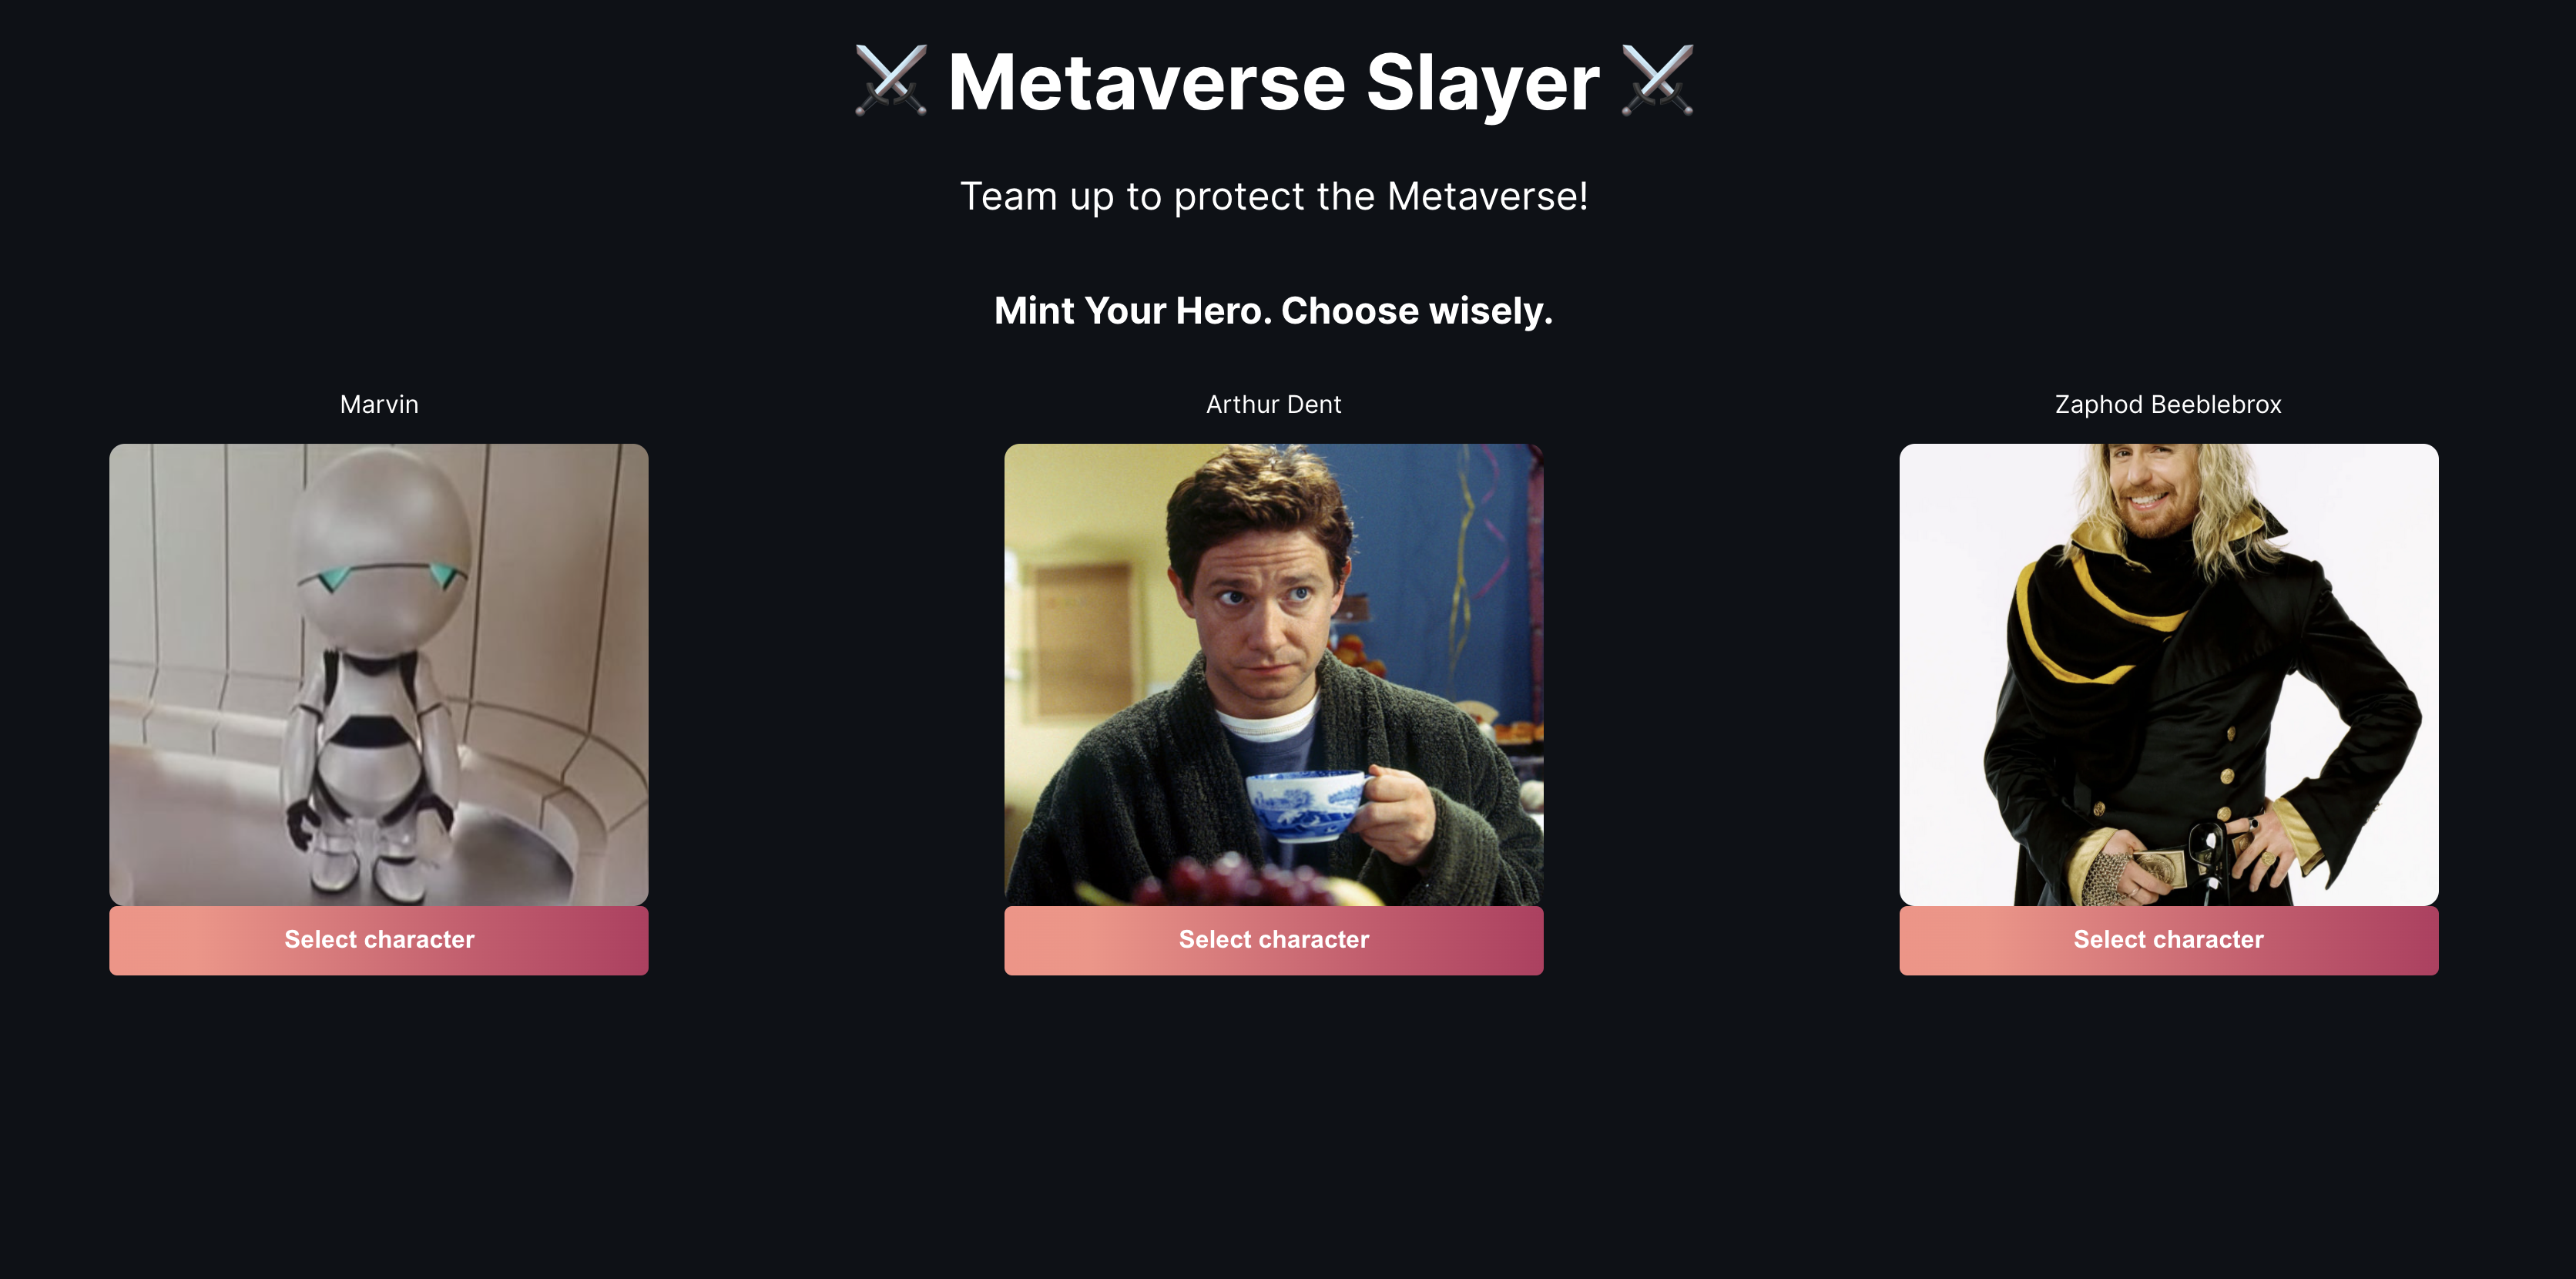 ⚔️ Metaverse Slayer ⚔️
Team up to protect the Metaverse!
Mint Your Hero. Choose wisely.
Marvin
Arthur Dent
Zaphod Beeblebrox
Select character
Select character
Select character